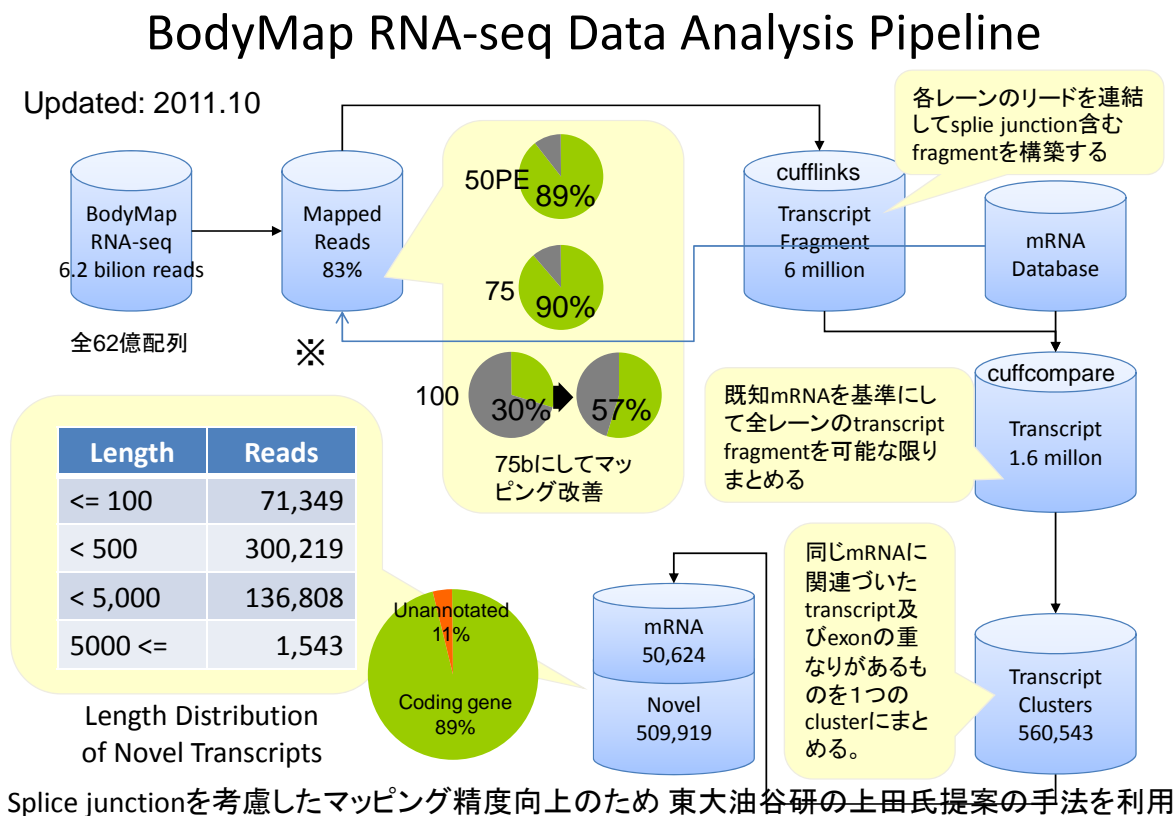 BodyMap RNA-seq Data Analysis Pipeline
Updated: 2011.10
各レーンのリードを連結
してsplie junction含む
fragmentを構築する
BodyMap
RNA-seq
6.2 bilion reads
全62億配列
Mapped
Reads
83%
※
50PE
89%
75
90%
100
30%
57%
75bにしてマッ
ピング改善
cufflinks
Transcript
Fragment
6 million
mRNA
Database
cuffcompare
Transcript
1.6 millon
既知mRNAを基準にし
て全レーンのtranscript
fragmentを可能な限り
まとめる
Length Reads
<= 100 71,349
< 500 300,219
< 5,000 136,808
5000 <= 1,543
Length Distribution
of Novel Transcripts
Unannotated
11%
Coding gene
89%
mRNA
50,624
Novel
509,919
同じmRNAに
関連づいた
transcript及
びexonの重
なりがあるも
のを1つの
clusterにまと
める。
Transcript
Clusters
560,543
Splice junctionを考慮したマッピング精度向上のため 東大油谷研の上田氏提案の手法を利用